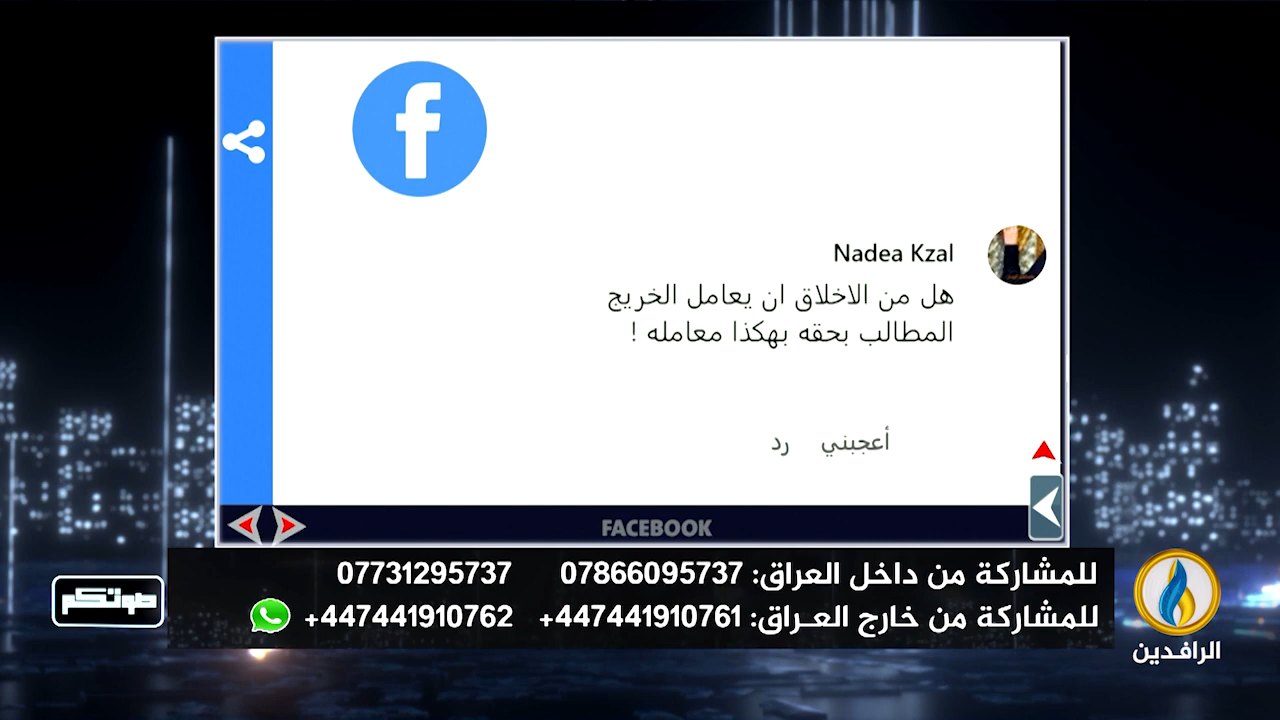 Nadea Kzal
هل من الاخلاق ان يعامل الخريج
المطالب بحقه بهكذا معامله !
أعجبني رد
FACEBOOK
للمشاركة من داخل العراق: 07866095737 07731295737
للمشاركة من خارج العـراق: 447441910761+ 447441910762+
صوتكم
الرافدين